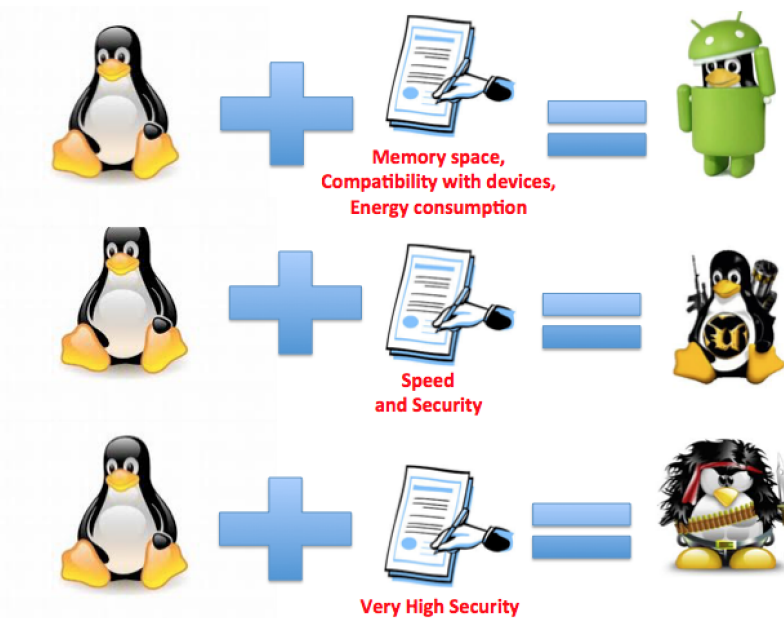 Memory space,
Compatibility with devices,
Energy consumption
Speed
and Security
Very High Security